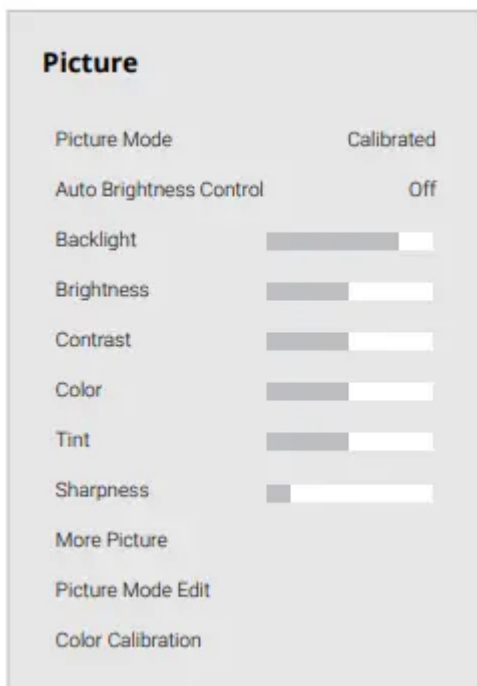 Picture
Picture Mode Calibrated
Auto Brightness Control Off
Backlight
Brightness
Contrast
Color
Tint
Sharpness
More Picture
Picture Mode Edit
Color Calibration